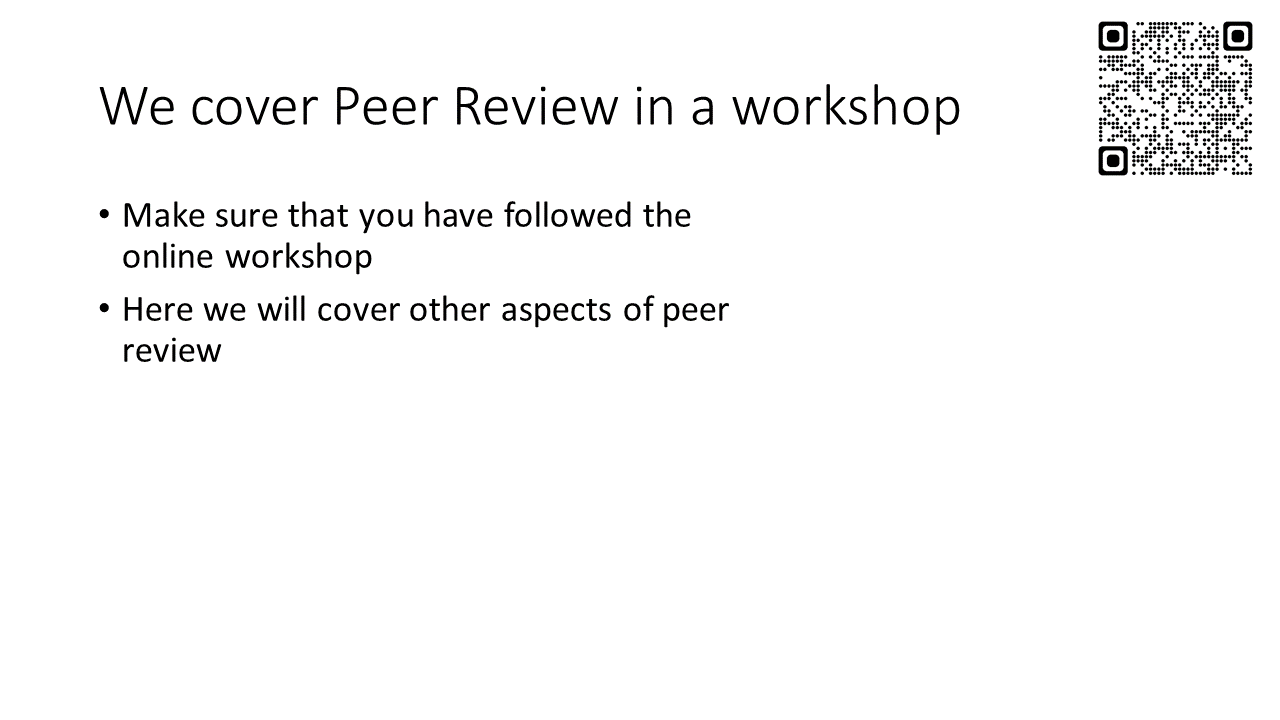 We cover Peer Review in a workshop
• Make sure that you have followed the
online workshop
• Here we will cover other aspects of peer
review